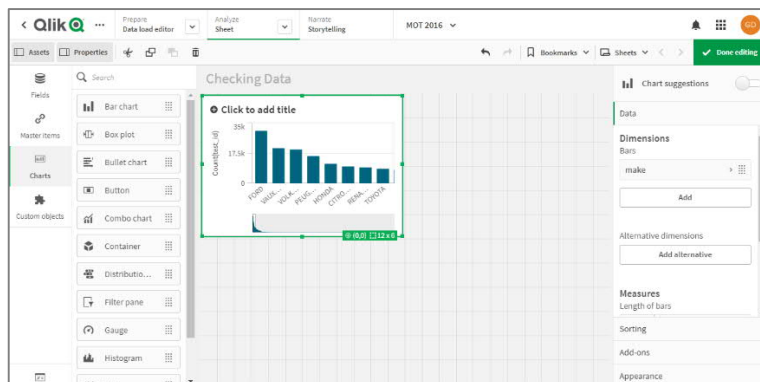 Qlik
Prepare
Data load editor
Analyze
Sheet
Narrate
Storytelling
MOT 2016
GD
Assets
Properties
Bookmarks
Sheets
Done editing
Fields
Master items
Charts
Custom objects
Search
Bar chart
Box plot
Bullet chart
Button
Combo chart
Container
Distributio...
Filter pane
Gauge
Histogram
Checking Data
Click to add title
Count(test_id)
35k
17.5k
0
FORD
VAUX...
VOLK...
PEUG...
HONDA
CITRO...
RENA...
TOYOTA
(0,0) 12 x 6
Chart suggestions
Data
Dimensions
Bars
make
Add
Alternative dimensions
Add alternative
Measures
Length of bars
Sorting
Add-ons
Appearance